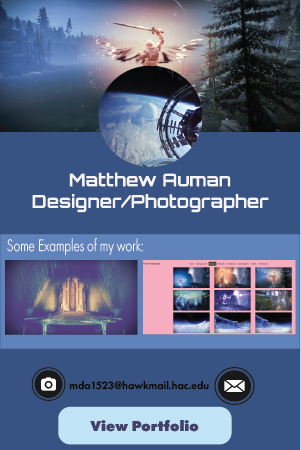 Matthew Auman
Designer/Photographer
Some Examples of my work:
mda1523@hawkmail.hac.edu
View Portfolio